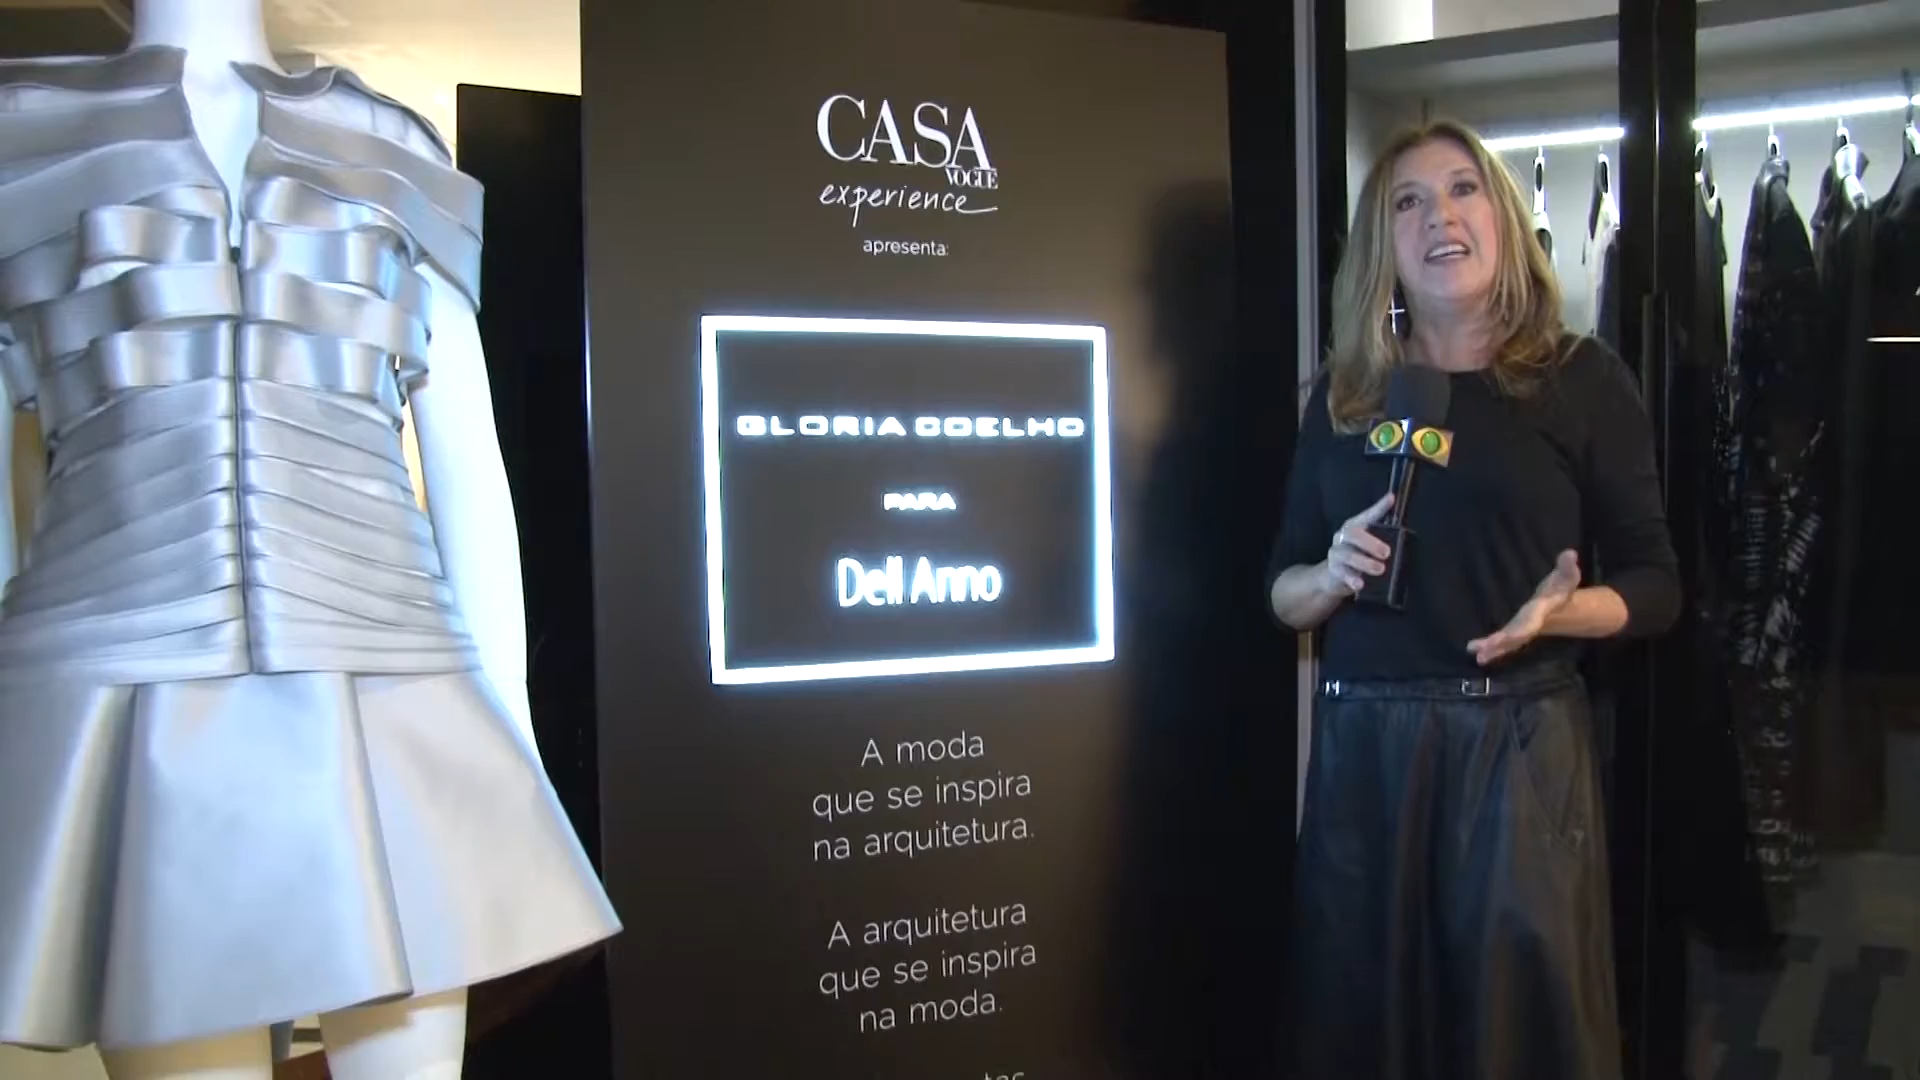 CASA
VOGUE
experience
apresenta:
GLORIA COELHO
PARA
Dell Anno
A moda
que se inspira
na arquitetura.
A arquitetura
que se inspira
na moda.